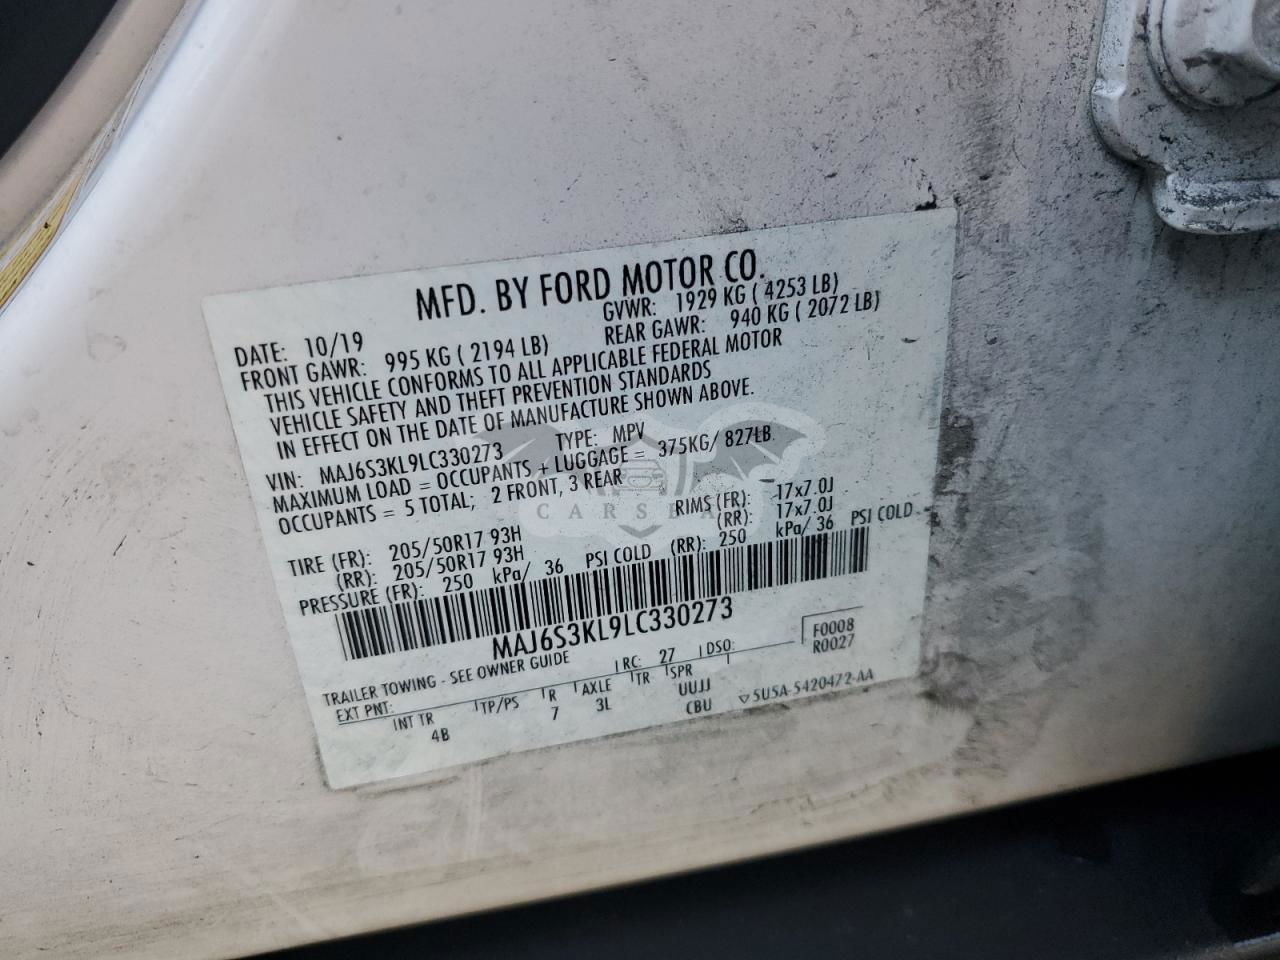 MFD. BY FORD MOTOR CO.
DATE: 10/19 GVWR: 1929 KG ( 4253 LB)
FRONT GAWR: 995 KG ( 2194 LB) REAR GAWR: 940 KG ( 2072 LB)
THIS VEHICLE CONFORMS TO ALL APPLICABLE FEDERAL MOTOR
VEHICLE SAFETY AND THEFT PREVENTION STANDARDS
IN EFFECT ON THE DATE OF MANUFACTURE SHOWN ABOVE.
VIN: MAJ6S3KL9LC330273 TYPE: MPV
MAXIMUM LOAD = OCCUPANTS + LUGGAGE = 375KG/ 827LB
OCCUPANTS = 5 TOTAL; 2 FRONT, 3 REAR
TIRE (FR): 205/50R17 93H RIMS (FR): 17x7.0J
(RR): 205/50R17 93H (RR): 17x7.0J
PRESSURE (FR): 250 kPa/ 36 PSI COLD (RR): 250 kPa/ 36 PSI COLD
MAJ6S3KL9LC330273
F0008
TRAILER TOWING - SEE OWNER GUIDE R0027
EXT PNT: RC: 27 DSO:
INT TR TP/PS R AXLE TR SPR
4B 7 3L UUJJ
CBU 5U5A-5420472-AA